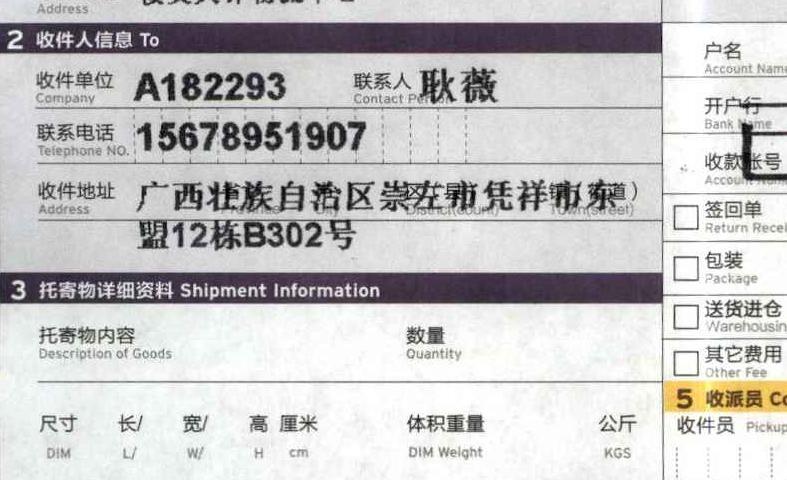 Address
2 收件人信息 To
收件单位 A182293 联系人 耿薇
Company Contact Person
联系电话 15678951907
Telephone NO.
收件地址 广西壮族自治区崇左市凭祥市东
Address
盟12栋B302号
3 托寄物详细资料 Shipment Information
托寄物内容 数量
Description of Goods Quantity
尺寸 长/ 宽/ 高 厘米 体积重量 公斤
DIM L/ W/ H cm DIM Weight KGS
户名
Account Name
开户行
Bank Name
收款账号
Account
签回单
Return Recei
包装
Package
送货进仓
Warehousin
其它费用
Other Fee
5 收派员 Co
收件员 Pickup